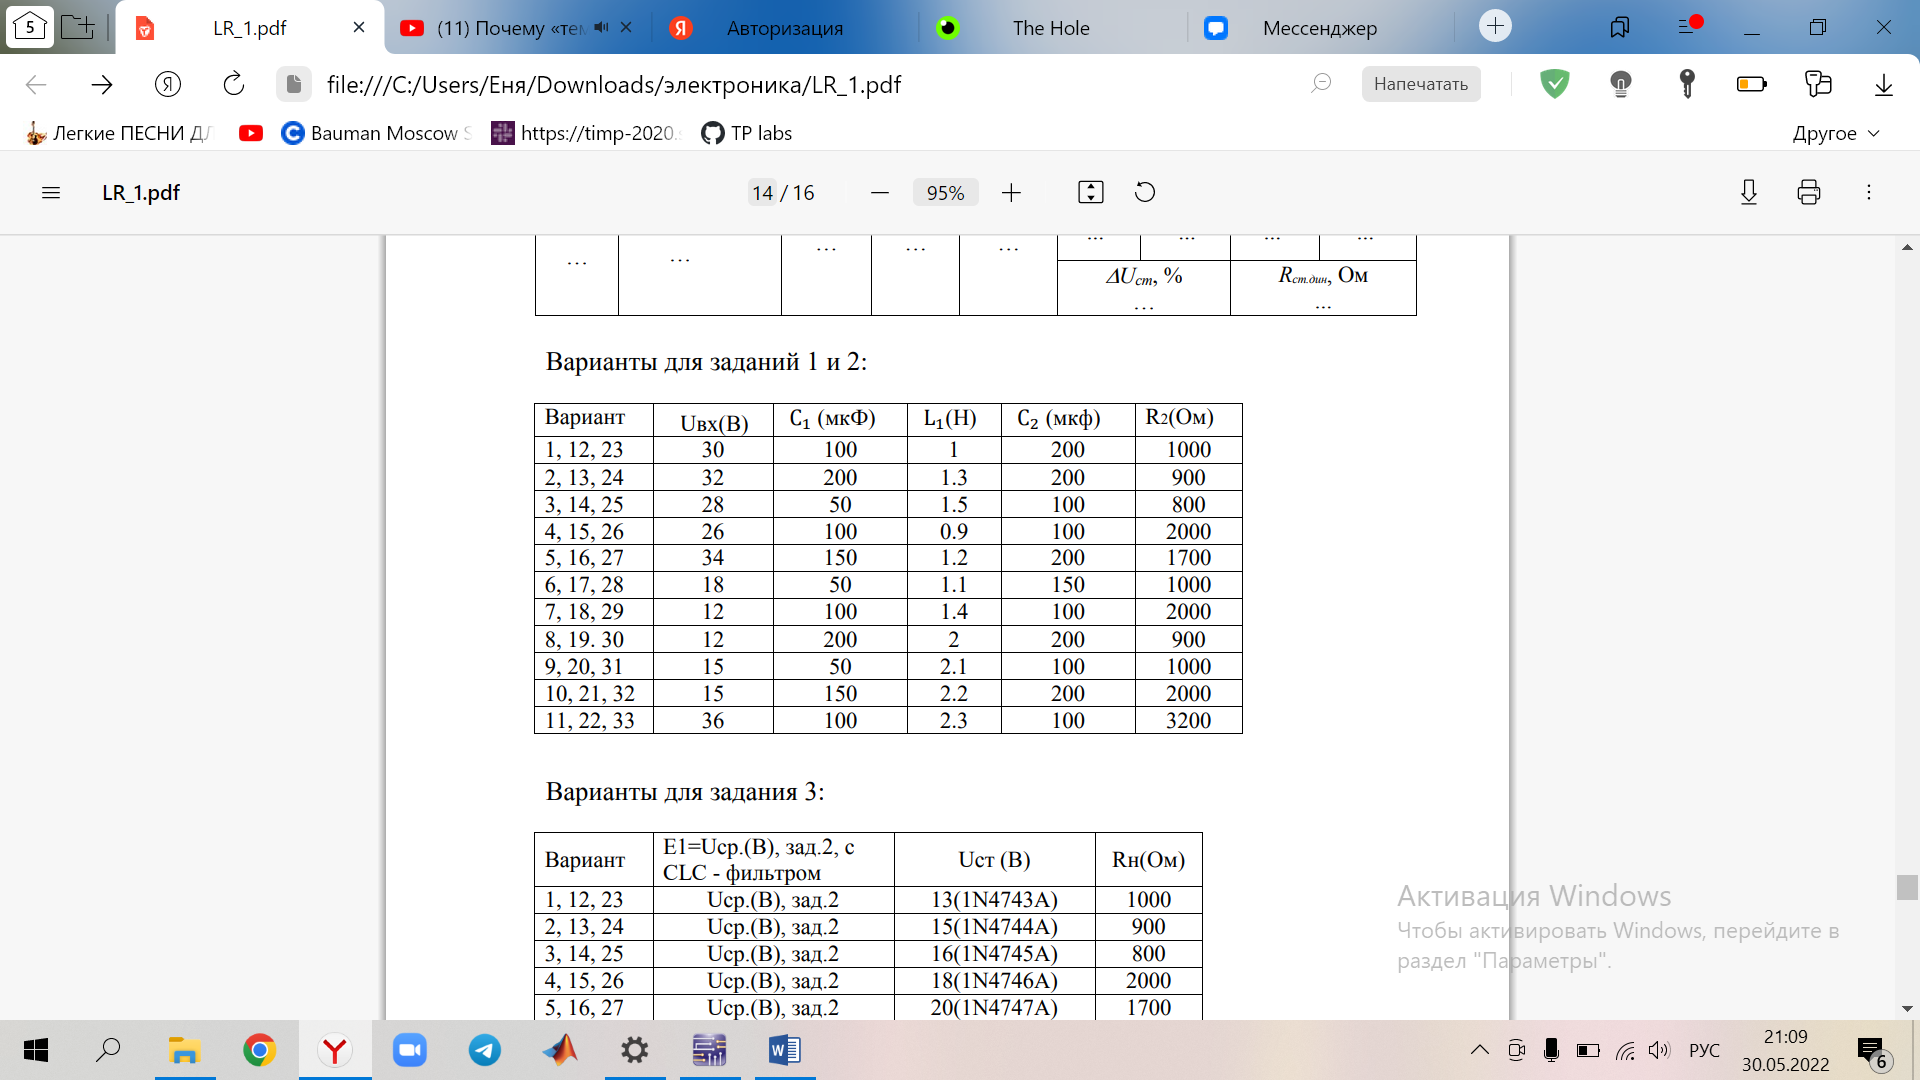 5
LR_1.pdf
(11) Почему «тем
Авторизация
The Hole
Мессенджер
file:///C:/Users/Еня/Downloads/электроника/LR_1.pdf
Напечатать
Легкие ПЕСНИ ДЛ
Bauman Moscow S
https://timp-2020.s
TP labs
Другое
LR_1.pdf
14 / 16
95%
... ... ... ... ... ... ... ... ...
ΔUст, % Rст.дин, Ом
... ...
Варианты для заданий 1 и 2:
Вариант Uвх(В) C₁ (мкФ) L₁(Н) C₂ (мкф) R2(Ом)
1, 12, 23 30 100 1 200 1000
2, 13, 24 32 200 1.3 200 900
3, 14, 25 28 50 1.5 100 800
4, 15, 26 26 100 0.9 100 2000
5, 16, 27 34 150 1.2 200 1700
6, 17, 28 18 50 1.1 150 1000
7, 18, 29 12 100 1.4 100 2000
8, 19. 30 12 200 2 200 900
9, 20, 31 15 50 2.1 100 1000
10, 21, 32 15 150 2.2 200 2000
11, 22, 33 36 100 2.3 100 3200
Варианты для задания 3:
Вариант E1=Uср.(В), зад.2, с CLC - фильтром Uст (В) Rн(Ом)
1, 12, 23 Uср.(В), зад.2 13(1N4743A) 1000
2, 13, 24 Uср.(В), зад.2 15(1N4744A) 900
3, 14, 25 Uср.(В), зад.2 16(1N4745A) 800
4, 15, 26 Uср.(В), зад.2 18(1N4746A) 2000
5, 16, 27 Uср.(В), зад.2 20(1N4747A) 1700
Активация Windows
Чтобы активировать Windows, перейдите в
раздел "Параметры".
РУС
21:09
30.05.2022
6